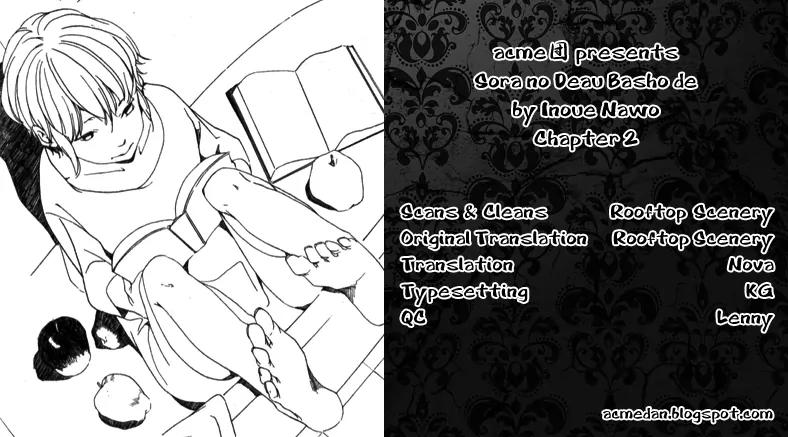 acme団 presents
Sora no Deau Basho de
by Inoue Nawo
Chapter 2
Scans & Cleans Rooftop Scenery
Original Translation Rooftop Scenery
Translation Nova
Typesetting KG
QC Lenny
acmedan.blogspot.com